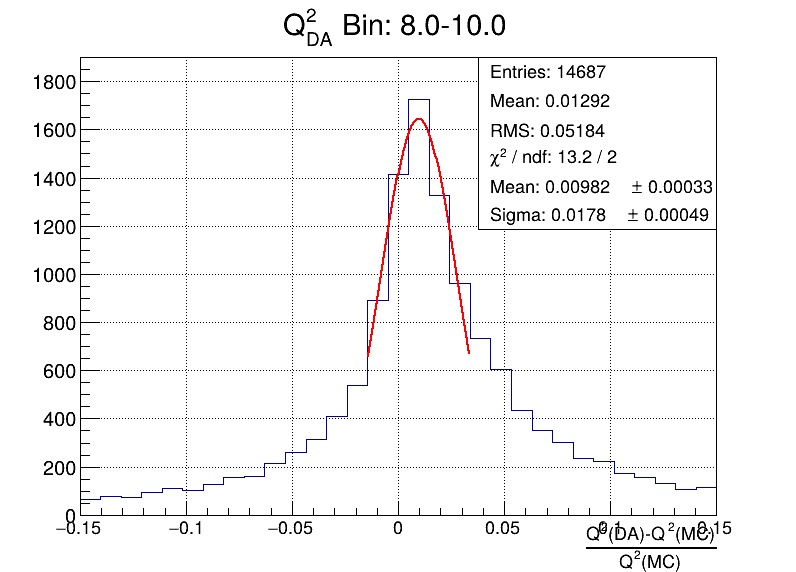 Q²DA Bin: 8.0-10.0
Entries: 14687
Mean: 0.01292
RMS: 0.05184
χ² / ndf: 13.2 / 2
Mean: 0.00982 ± 0.00033
Sigma: 0.0178 ± 0.00049
1800
1600
1400
1200
1000
800
600
400
200
0
−0.15 −0.1 −0.05 0 0.05 0.1 0.15
Q²(DA)-Q²(MC)
Q²(MC)